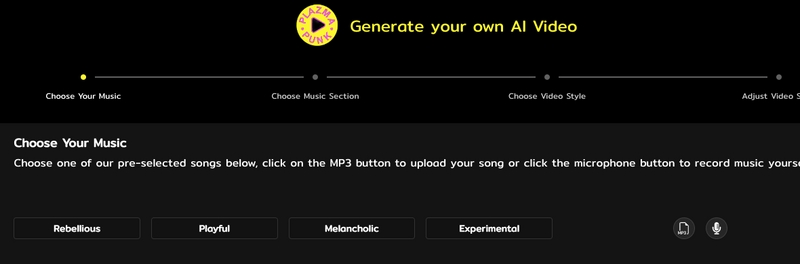 PLAZMA
PUNK
Generate your own AI Video
Choose Your Music
Choose Music Section
Choose Video Style
Adjust Video S
Choose Your Music
Choose one of our pre-selected songs below, click on the MP3 button to upload your song or click the microphone button to record music yourse
Rebellious
Playful
Melancholic
Experimental
MP3